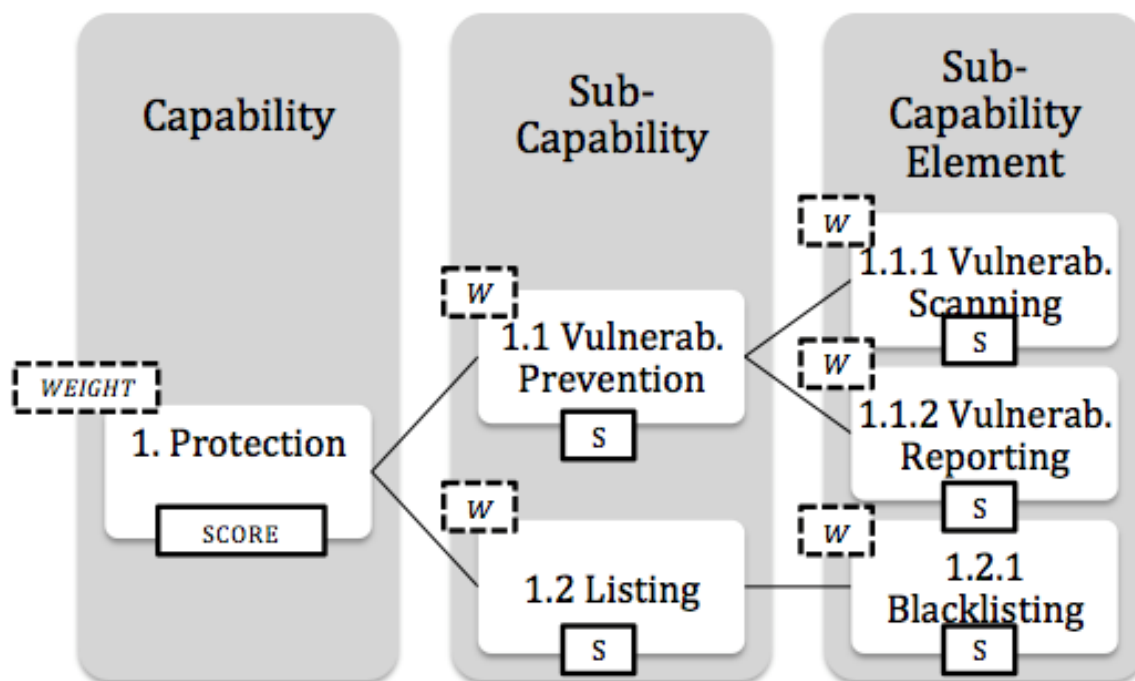 Capability
Sub-
Capability
Sub-
Capability
Element
WEIGHT
1. Protection
SCORE
W
1.1 Vulnerab.
Prevention
S
W
1.2 Listing
S
W
1.1.1 Vulnerab.
Scanning
S
W
1.1.2 Vulnerab.
Reporting
S
W
1.2.1
Blacklisting
S